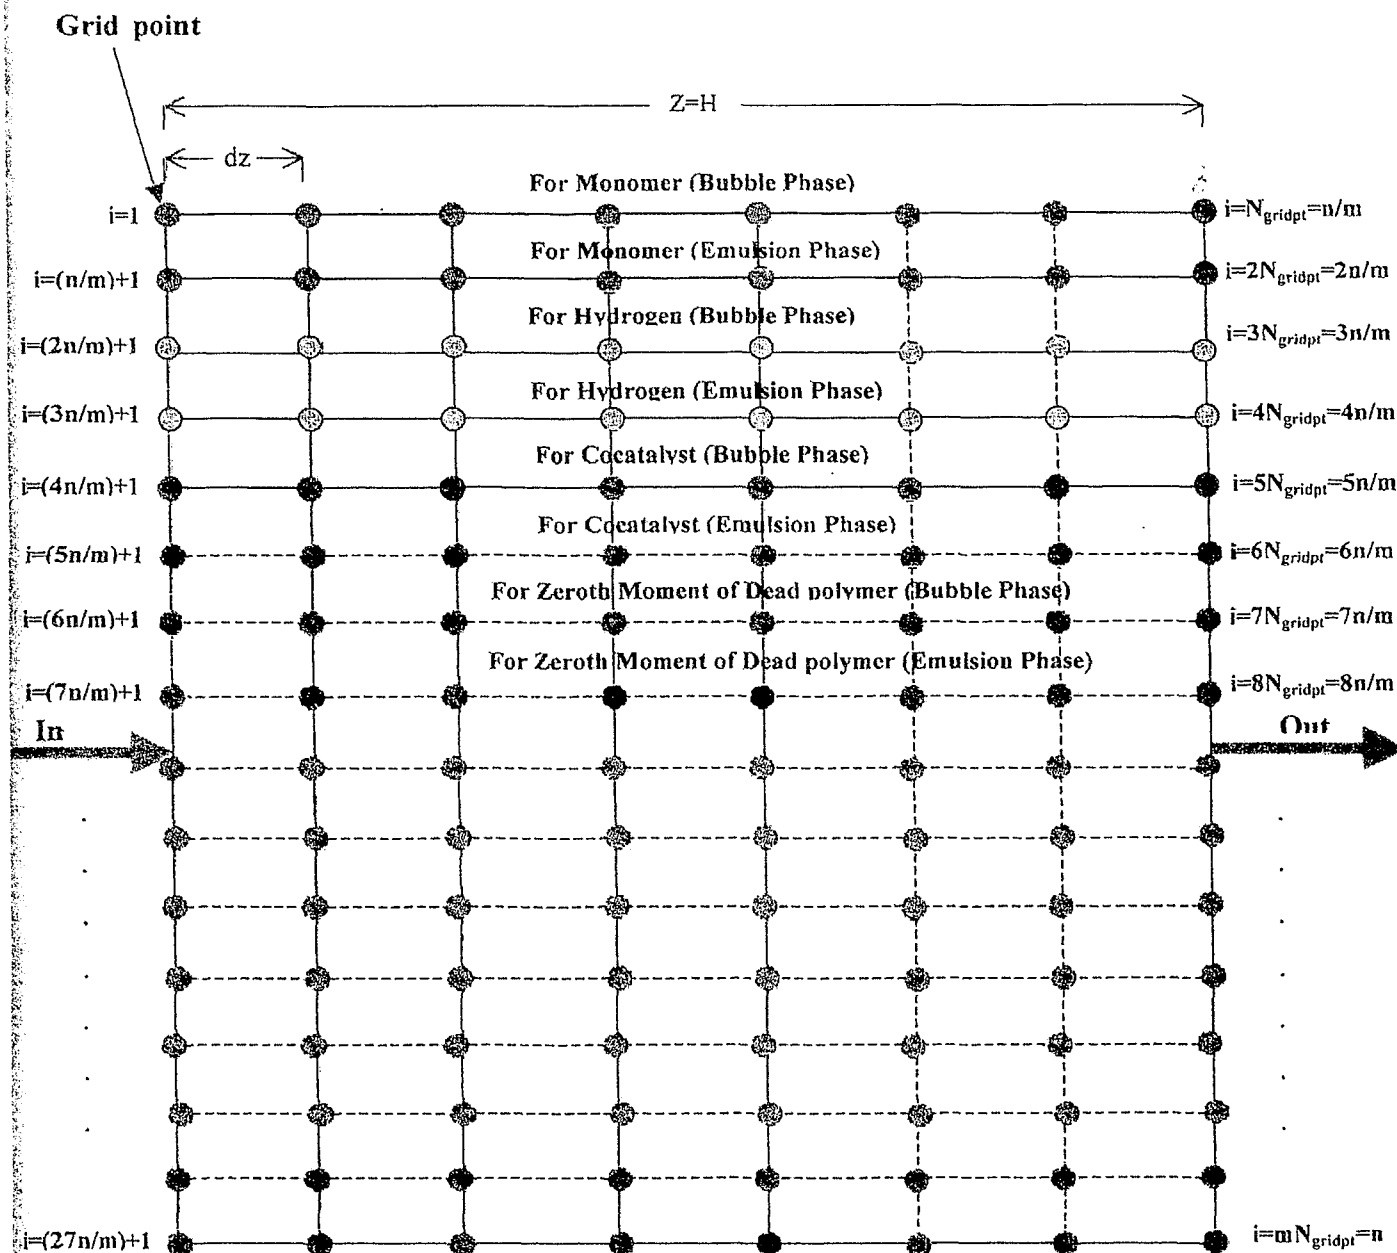 Grid point
Z=H
dz
For Monomer (Bubble Phase)
i=1
i=N_gridpt=n/m
For Monomer (Emulsion Phase)
i=(n/m)+1
i=2N_gridpt=2n/m
For Hydrogen (Bubble Phase)
i=(2n/m)+1
i=3N_gridpt=3n/m
For Hydrogen (Emulsion Phase)
i=(3n/m)+1
i=4N_gridpt=4n/m
For Cocatalyst (Bubble Phase)
i=(4n/m)+1
i=5N_gridpt=5n/m
For Cocatalyst (Emulsion Phase)
i=(5n/m)+1
i=6N_gridpt=6n/m
For Zeroth Moment of Dead polymer (Bubble Phase)
i=(6n/m)+1
i=7N_gridpt=7n/m
For Zeroth Moment of Dead polymer (Emulsion Phase)
i=(7n/m)+1
i=8N_gridpt=8n/m
In
Out
i=(27n/m)+1
i=mN_gridpt=n